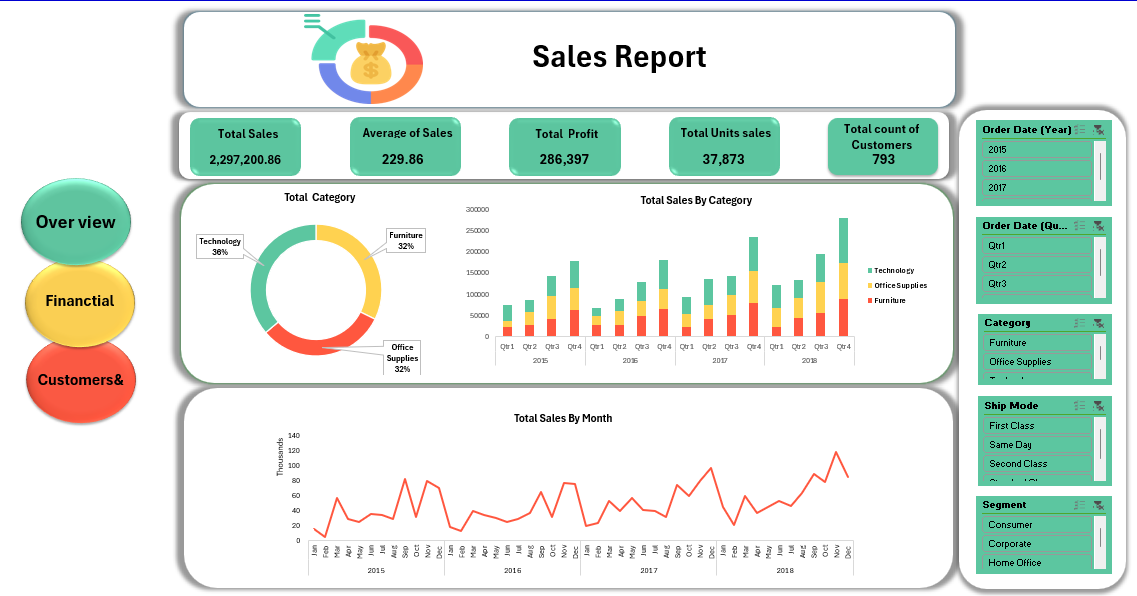 Sales Report
Total Sales
2,297,200.86
Average of Sales
229.86
Total Profit
286,397
Total Units sales
37,873
Total count of
Customers
793
Over view
Financtial
Customers&
Total Category
Technology
36%
Furniture
32%
Office
Supplies
32%
Total Sales By Category
300000
250000
200000
150000
100000
50000
0
Qtr1 Qtr2 Qtr3 Qtr4 Qtr1 Qtr2 Qtr3 Qtr4 Qtr1 Qtr2 Qtr3 Qtr4 Qtr1 Qtr2 Qtr3 Qtr4
2015 2016 2017 2018
Technology
Office Supplies
Furniture
Total Sales By Month
Thousands
140
120
100
80
60
40
20
0
Jan Feb Mar Apr May Jun Jul Aug Sep Oct Nov Dec Jan Feb Mar Apr May Jun Jul Aug Sep Oct Nov Dec Jan Feb Mar Apr May Jun Jul Aug Sep Oct Nov Dec Jan Feb Mar Apr May Jun Jul Aug Sep Oct Nov Dec
2015 2016 2017 2018
Order Date (Year)
2015
2016
2017
Order Date (Qu...
Qtr1
Qtr2
Qtr3
Category
Furniture
Office Supplies
Ship Mode
First Class
Same Day
Second Class
Segment
Consumer
Corporate
Home Office